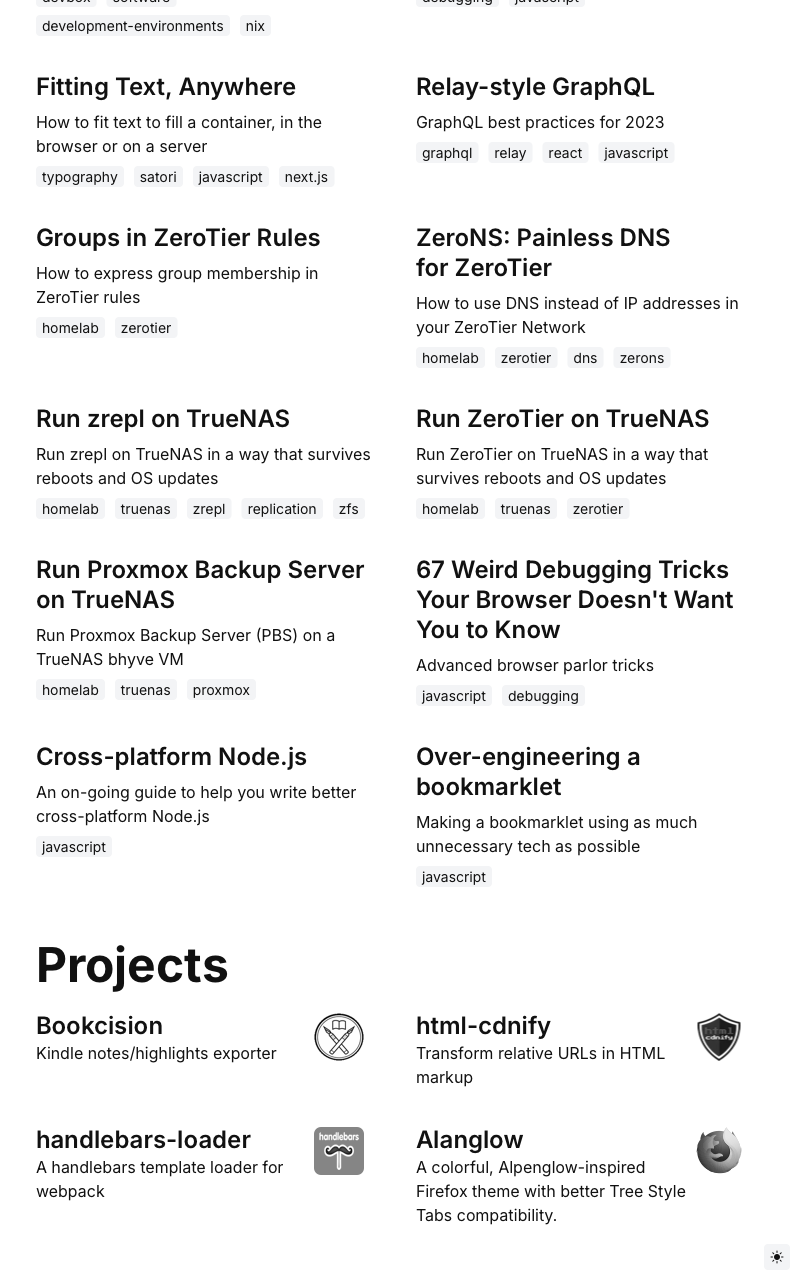 development-environments nix
Fitting Text, Anywhere
How to fit text to fill a container, in the
browser or on a server
typography satori javascript next.js
Relay-style GraphQL
GraphQL best practices for 2023
graphql relay react javascript
Groups in ZeroTier Rules
How to express group membership in
ZeroTier rules
homelab zerotier
ZeroNS: Painless DNS
for ZeroTier
How to use DNS instead of IP addresses in
your ZeroTier Network
homelab zerotier dns zerons
Run zrepl on TrueNAS
Run zrepl on TrueNAS in a way that survives
reboots and OS updates
homelab truenas zrepl replication zfs
Run ZeroTier on TrueNAS
Run ZeroTier on TrueNAS in a way that
survives reboots and OS updates
homelab truenas zerotier
Run Proxmox Backup Server
on TrueNAS
Run Proxmox Backup Server (PBS) on a
TrueNAS bhyve VM
homelab truenas proxmox
67 Weird Debugging Tricks
Your Browser Doesn't Want
You to Know
Advanced browser parlor tricks
javascript debugging
Cross-platform Node.js
An on-going guide to help you write better
cross-platform Node.js
javascript
Over-engineering a
bookmarklet
Making a bookmarklet using as much
unnecessary tech as possible
javascript
Projects
Bookcision
Kindle notes/highlights exporter
html-cdnify
Transform relative URLs in HTML
markup
html
cdnify
handlebars-loader
A handlebars template loader for
webpack
handlebars
Alanglow
A colorful, Alpenglow-inspired
Firefox theme with better Tree Style
Tabs compatibility.